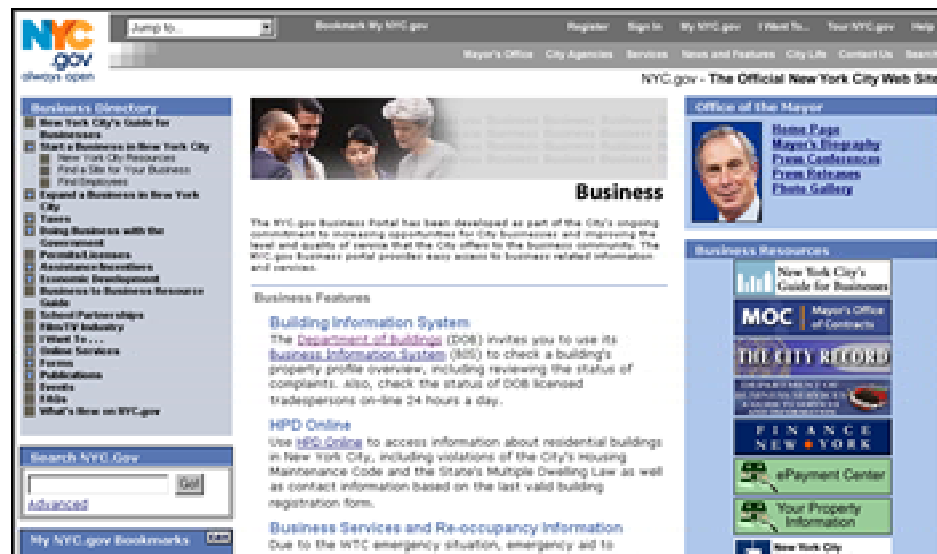 NYC
.gov
always open
Jump to...
Bookmark My NYC.gov
Register Sign In My NYC.gov I Want To... Tour NYC.gov Help
Mayor's Office City Agencies Services News and Features City Life Contact Us Search
NYC.gov - The Official New York City Web Site
Business Directory
New York City's Guide for
Businesses
Start a Business in New York City
New York City Resources
Find a Site for Your Business
Find Employees
Expand a Business in New York
City
Taxes
Doing Business with the
Government
Permits/Licenses
Assistance/Incentives
Economic Development
Business to Business Resource
Guide
School Partnerships
Film/TV Industry
I Want To . . .
Online Services
Forms
Publications
Events
FAQs
What's New on NYC.gov
Search NYC.Gov
Go!
Advanced
My NYC.gov Bookmarks
Business
The NYC.gov Business Portal has been developed as part of the City's ongoing
commitment to increasing opportunities for City businesses and improving the
level and quality of service that the City offers to the business community. The
NYC.gov business portal provides easy access to business related information
and services.
Business Features
Building Information System
The Department of buildings (DOB) invites you to use its
Business Information System (BIS) to check a building's
property profile overview, including reviewing the status of
complaints. Also, check the status of DOB licensed
tradespersons on-line 24 hours a day.
HPD Online
Use HPD Online to access information about residential buildings
in New York City, including violations of the City's Housing
Maintenance Code and the State's Multiple Dwelling Law as well
as contact information based on the last valid building
registration form.
Business Services and Re-occupancy Information
Due to the WTC emergency situation, emergency aid to
Office of the Mayor
Home Page
Mayor's Biography
Press Conferences
Press Releases
Photo Gallery
Business Resources
New York City's
Guide for Businesses
MOC Mayor's Office
of Contracts
THE CITY RECORD
DEPARTMENT OF
BUSINESS SERVICES
FINANCE
NEW YORK
ePayment Center
Your Property
Information
New York City